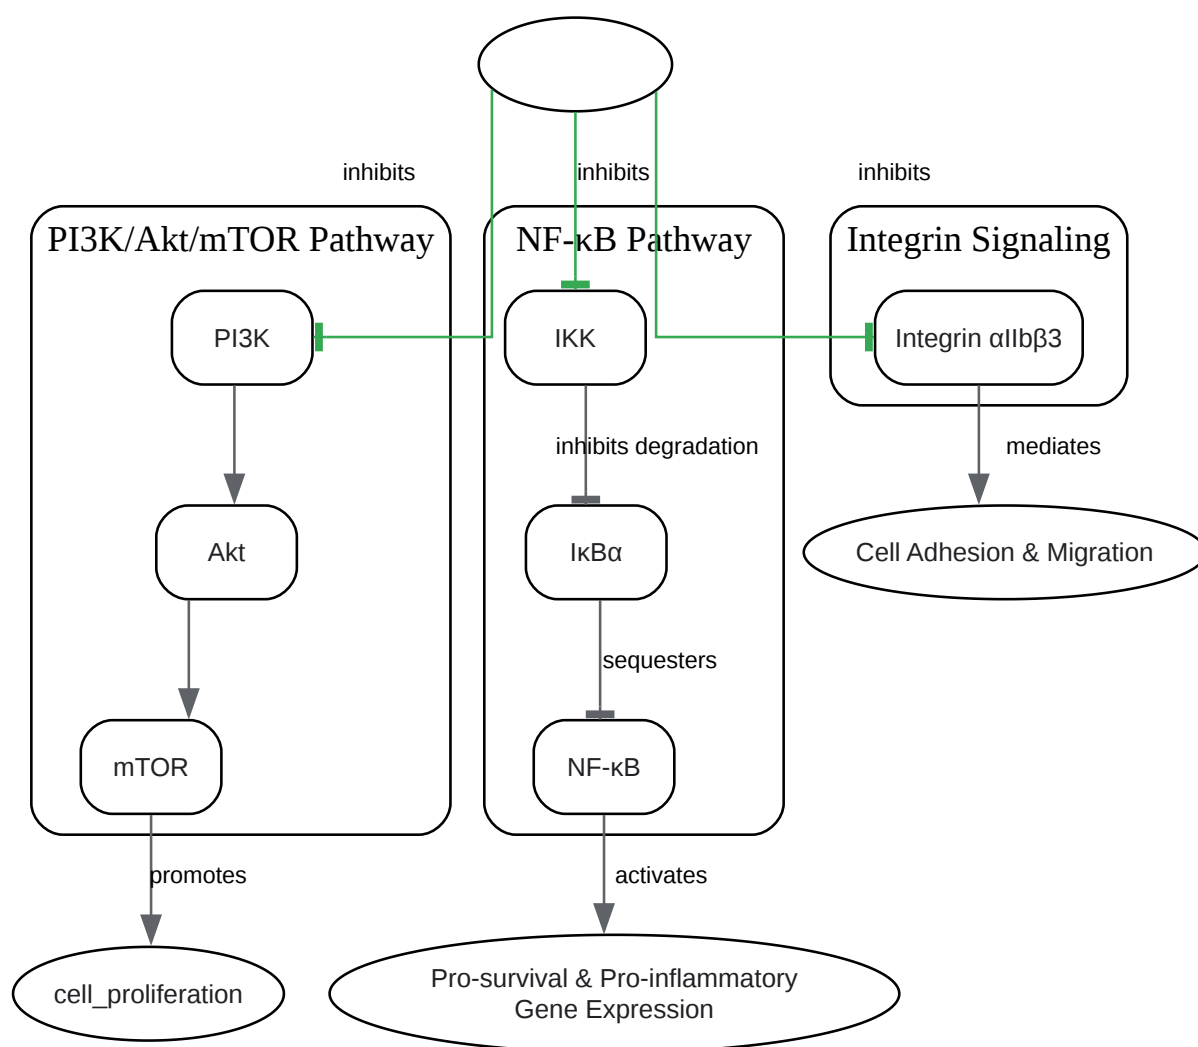 inhibits
inhibits
inhibits
PI3K/Akt/mTOR Pathway
NF-κB Pathway
Integrin Signaling
PI3K
IKK
Integrin αIIbβ3
inhibits degradation
mediates
Akt
IκBα
Cell Adhesion & Migration
sequesters
mTOR
NF-κB
promotes
activates
cell_proliferation
Pro-survival & Pro-inflammatory
Gene Expression